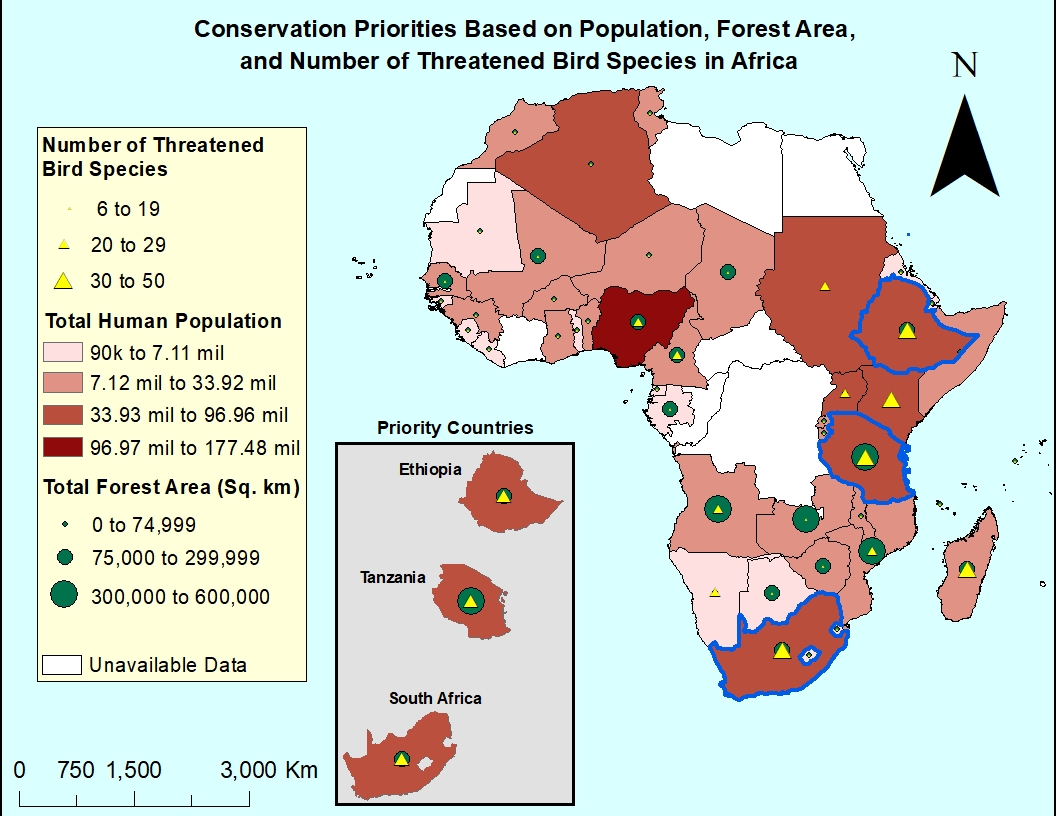 Conservation Priorities Based on Population, Forest Area,
and Number of Threatened Bird Species in Africa
N
Number of Threatened
Bird Species
6 to 19
20 to 29
30 to 50
Total Human Population
90k to 7.11 mil
7.12 mil to 33.92 mil
33.93 mil to 96.96 mil
96.97 mil to 177.48 mil
Total Forest Area (Sq. km)
0 to 74,999
75,000 to 299,999
300,000 to 600,000
Unavailable Data
Priority Countries
Ethiopia
Tanzania
South Africa
0 750 1,500 3,000 Km